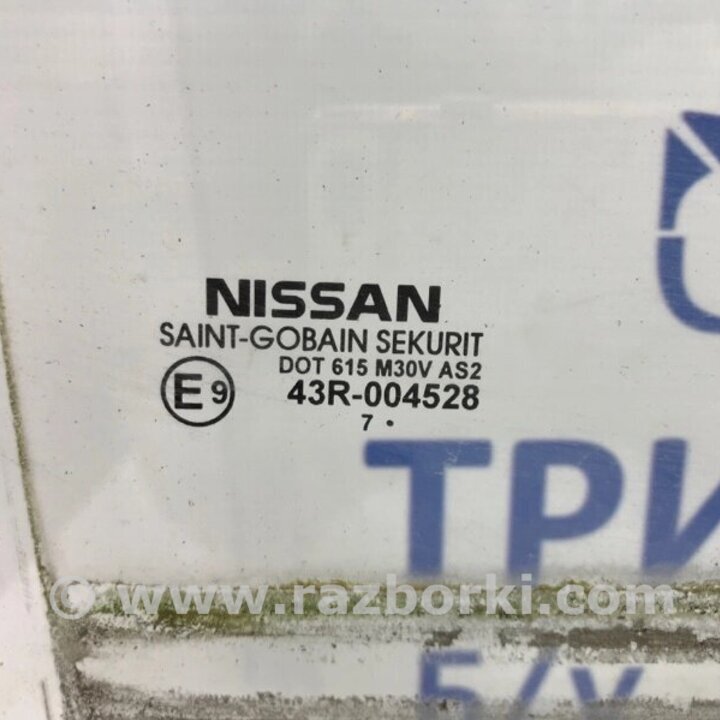 NISSAN
SAINT-GOBAIN SEKURIT
DOT 615 M30V AS2
E9 43R-004528
7 •
ТРИ
www.razborki.com
Б/У